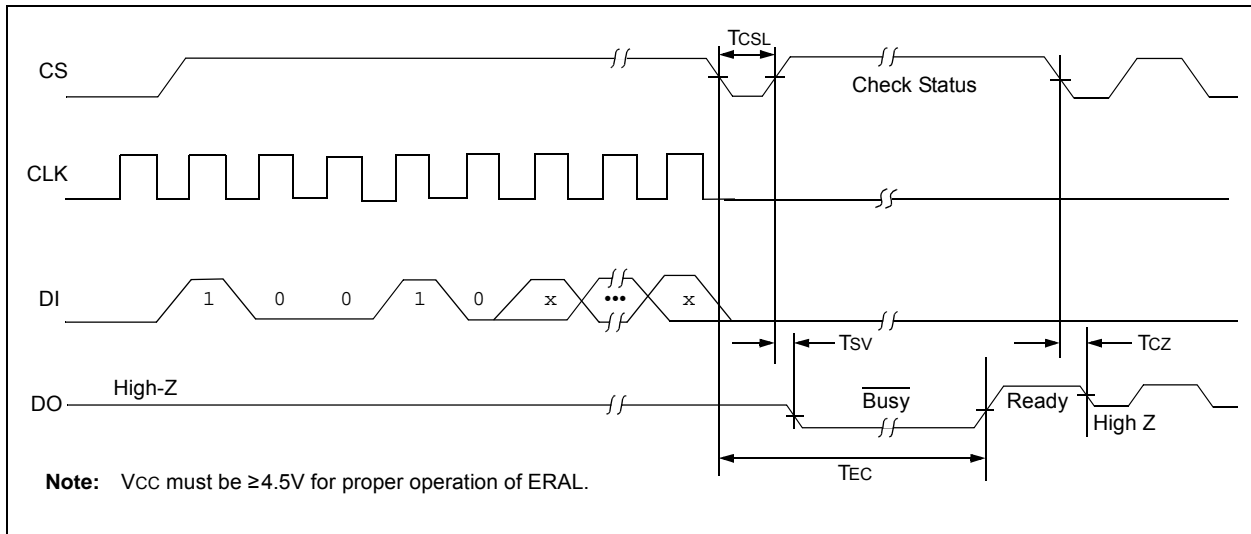 TCSL
CS
Check Status
CLK
DI 1 0 0 1 0 x ••• x
TSV
TCZ
High-Z
DO
Busy
Ready
High Z
TEC
Note: VCC must be ≥4.5V for proper operation of ERAL.